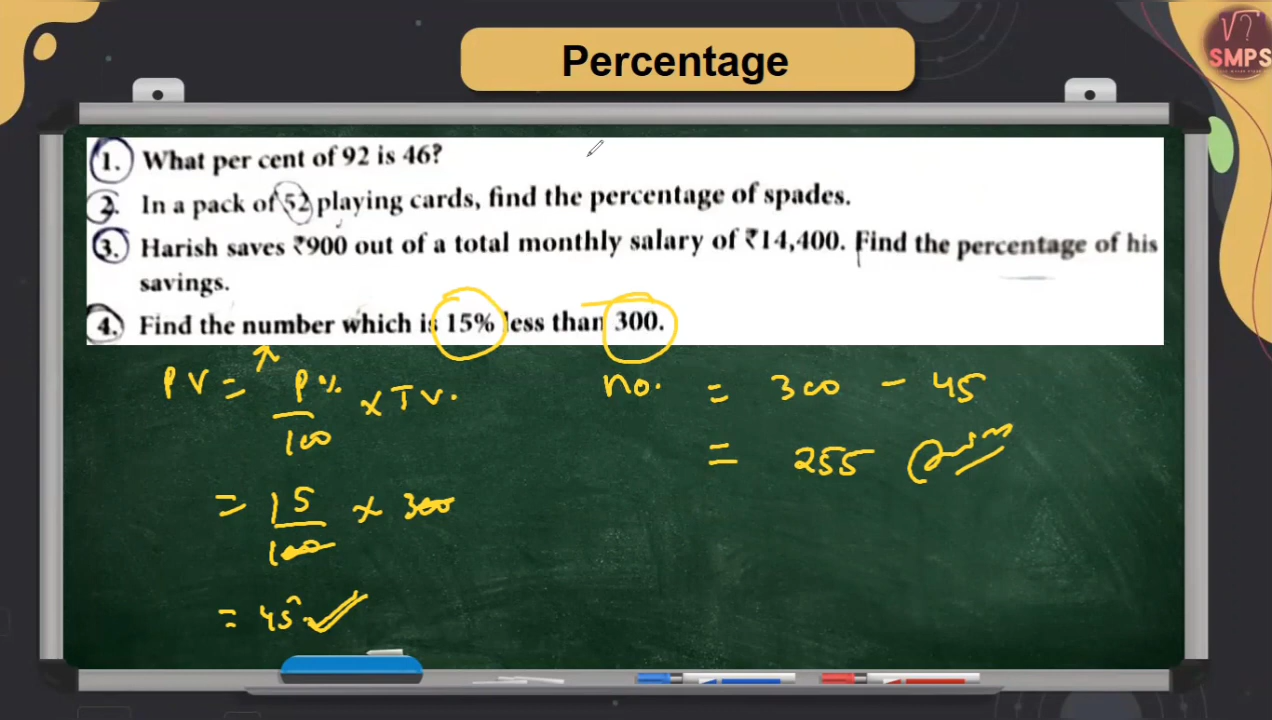 Percentage
√?
SMPS
1. What per cent of 92 is 46?
2. In a pack of 52 playing cards, find the percentage of spades.
3. Harish saves ₹900 out of a total monthly salary of ₹14,400. Find the percentage of his
savings.
4. Find the number which is 15% less than 300.
PV = P% / 100 × TV.
= 15 / 100 × 300
= 45
no. = 300 - 45
= 255